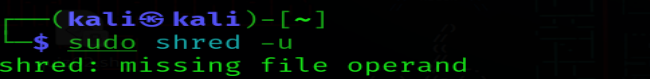 ┌──(kali㉿kali)-[~]
└─$ sudo shred -u
shred: missing file operand